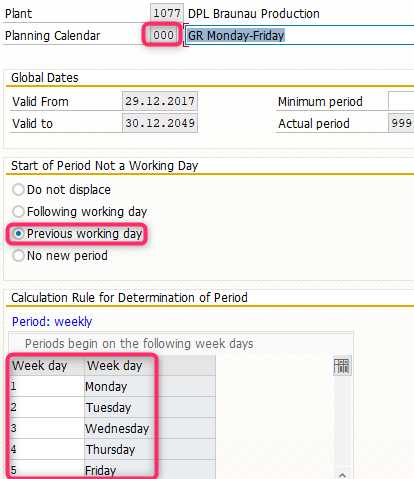 Plant 1077 DPL Braunau Production
Planning Calendar 000 GR Monday-Friday
Global Dates
Valid From 29.12.2017 Minimum period
Valid to 30.12.2049 Actual period 999
Start of Period Not a Working Day
Do not displace
Following working day
Previous working day
No new period
Calculation Rule for Determination of Period
Period: weekly
Periods begin on the following week days
Week day Week day
1 Monday
2 Tuesday
3 Wednesday
4 Thursday
5 Friday